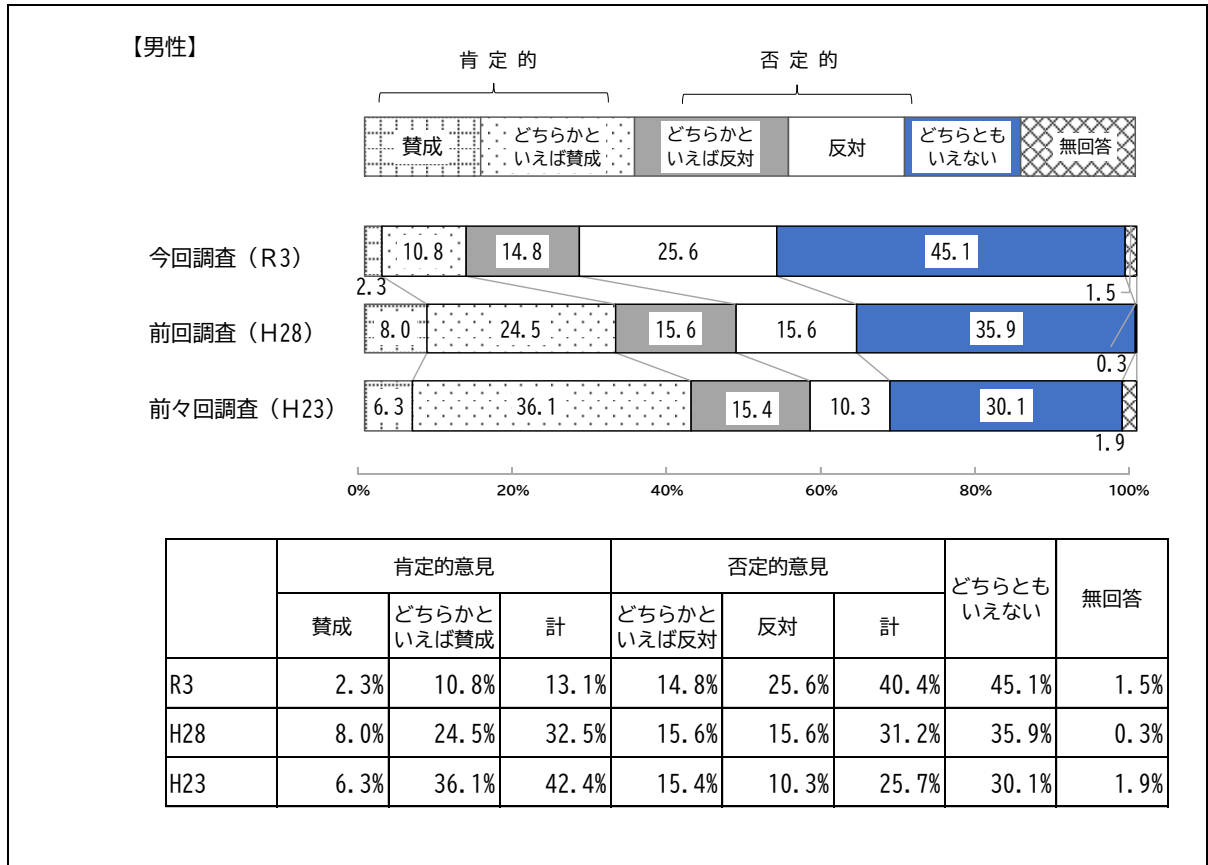 【男性】
肯 定 的 否 定 的
賛成 どちらかと いえば賛成 どちらかと いえば反対 反対 どちらとも いえない 無回答
今回調査（R3） 10.8 14.8 25.6 45.1
2.3 1.5
前回調査（H28） 8.0 24.5 15.6 15.6 35.9
0.3
前々回調査（H23） 6.3 36.1 15.4 10.3 30.1
1.9
0% 20% 40% 60% 80% 100%
肯定的意見 否定的意見 どちらとも いえない 無回答
賛成 どちらかと いえば賛成 計 どちらかと いえば反対 反対 計
R3 2.3% 10.8% 13.1% 14.8% 25.6% 40.4% 45.1% 1.5%
H28 8.0% 24.5% 32.5% 15.6% 15.6% 31.2% 35.9% 0.3%
H23 6.3% 36.1% 42.4% 15.4% 10.3% 25.7% 30.1% 1.9%